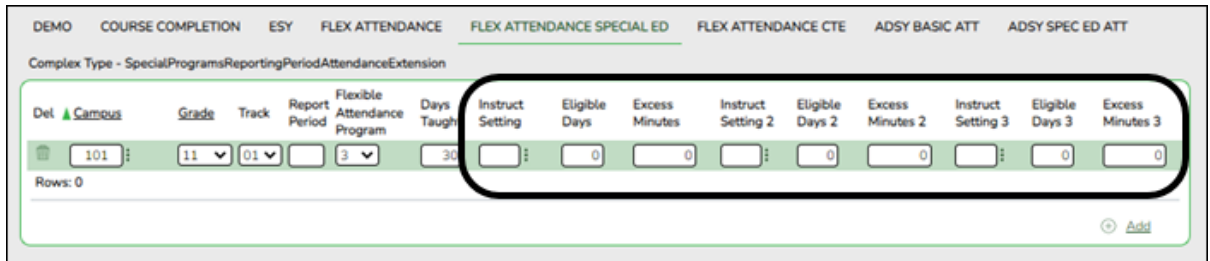 DEMO COURSE COMPLETION ESY FLEX ATTENDANCE FLEX ATTENDANCE SPECIAL ED FLEX ATTENDANCE CTE ADSY BASIC ATT ADSY SPEC ED ATT
Complex Type - SpecialProgramsReportingPeriodAttendanceExtension
Del Campus Grade Track Report Period Flexible Attendance Program Days Taught Instruct Setting Eligible Days Excess Minutes Instruct Setting 2 Eligible Days 2 Excess Minutes 2 Instruct Setting 3 Eligible Days 3 Excess Minutes 3
101 11 01 3 30 0 0 0 0 0 0
Rows: 0
Add